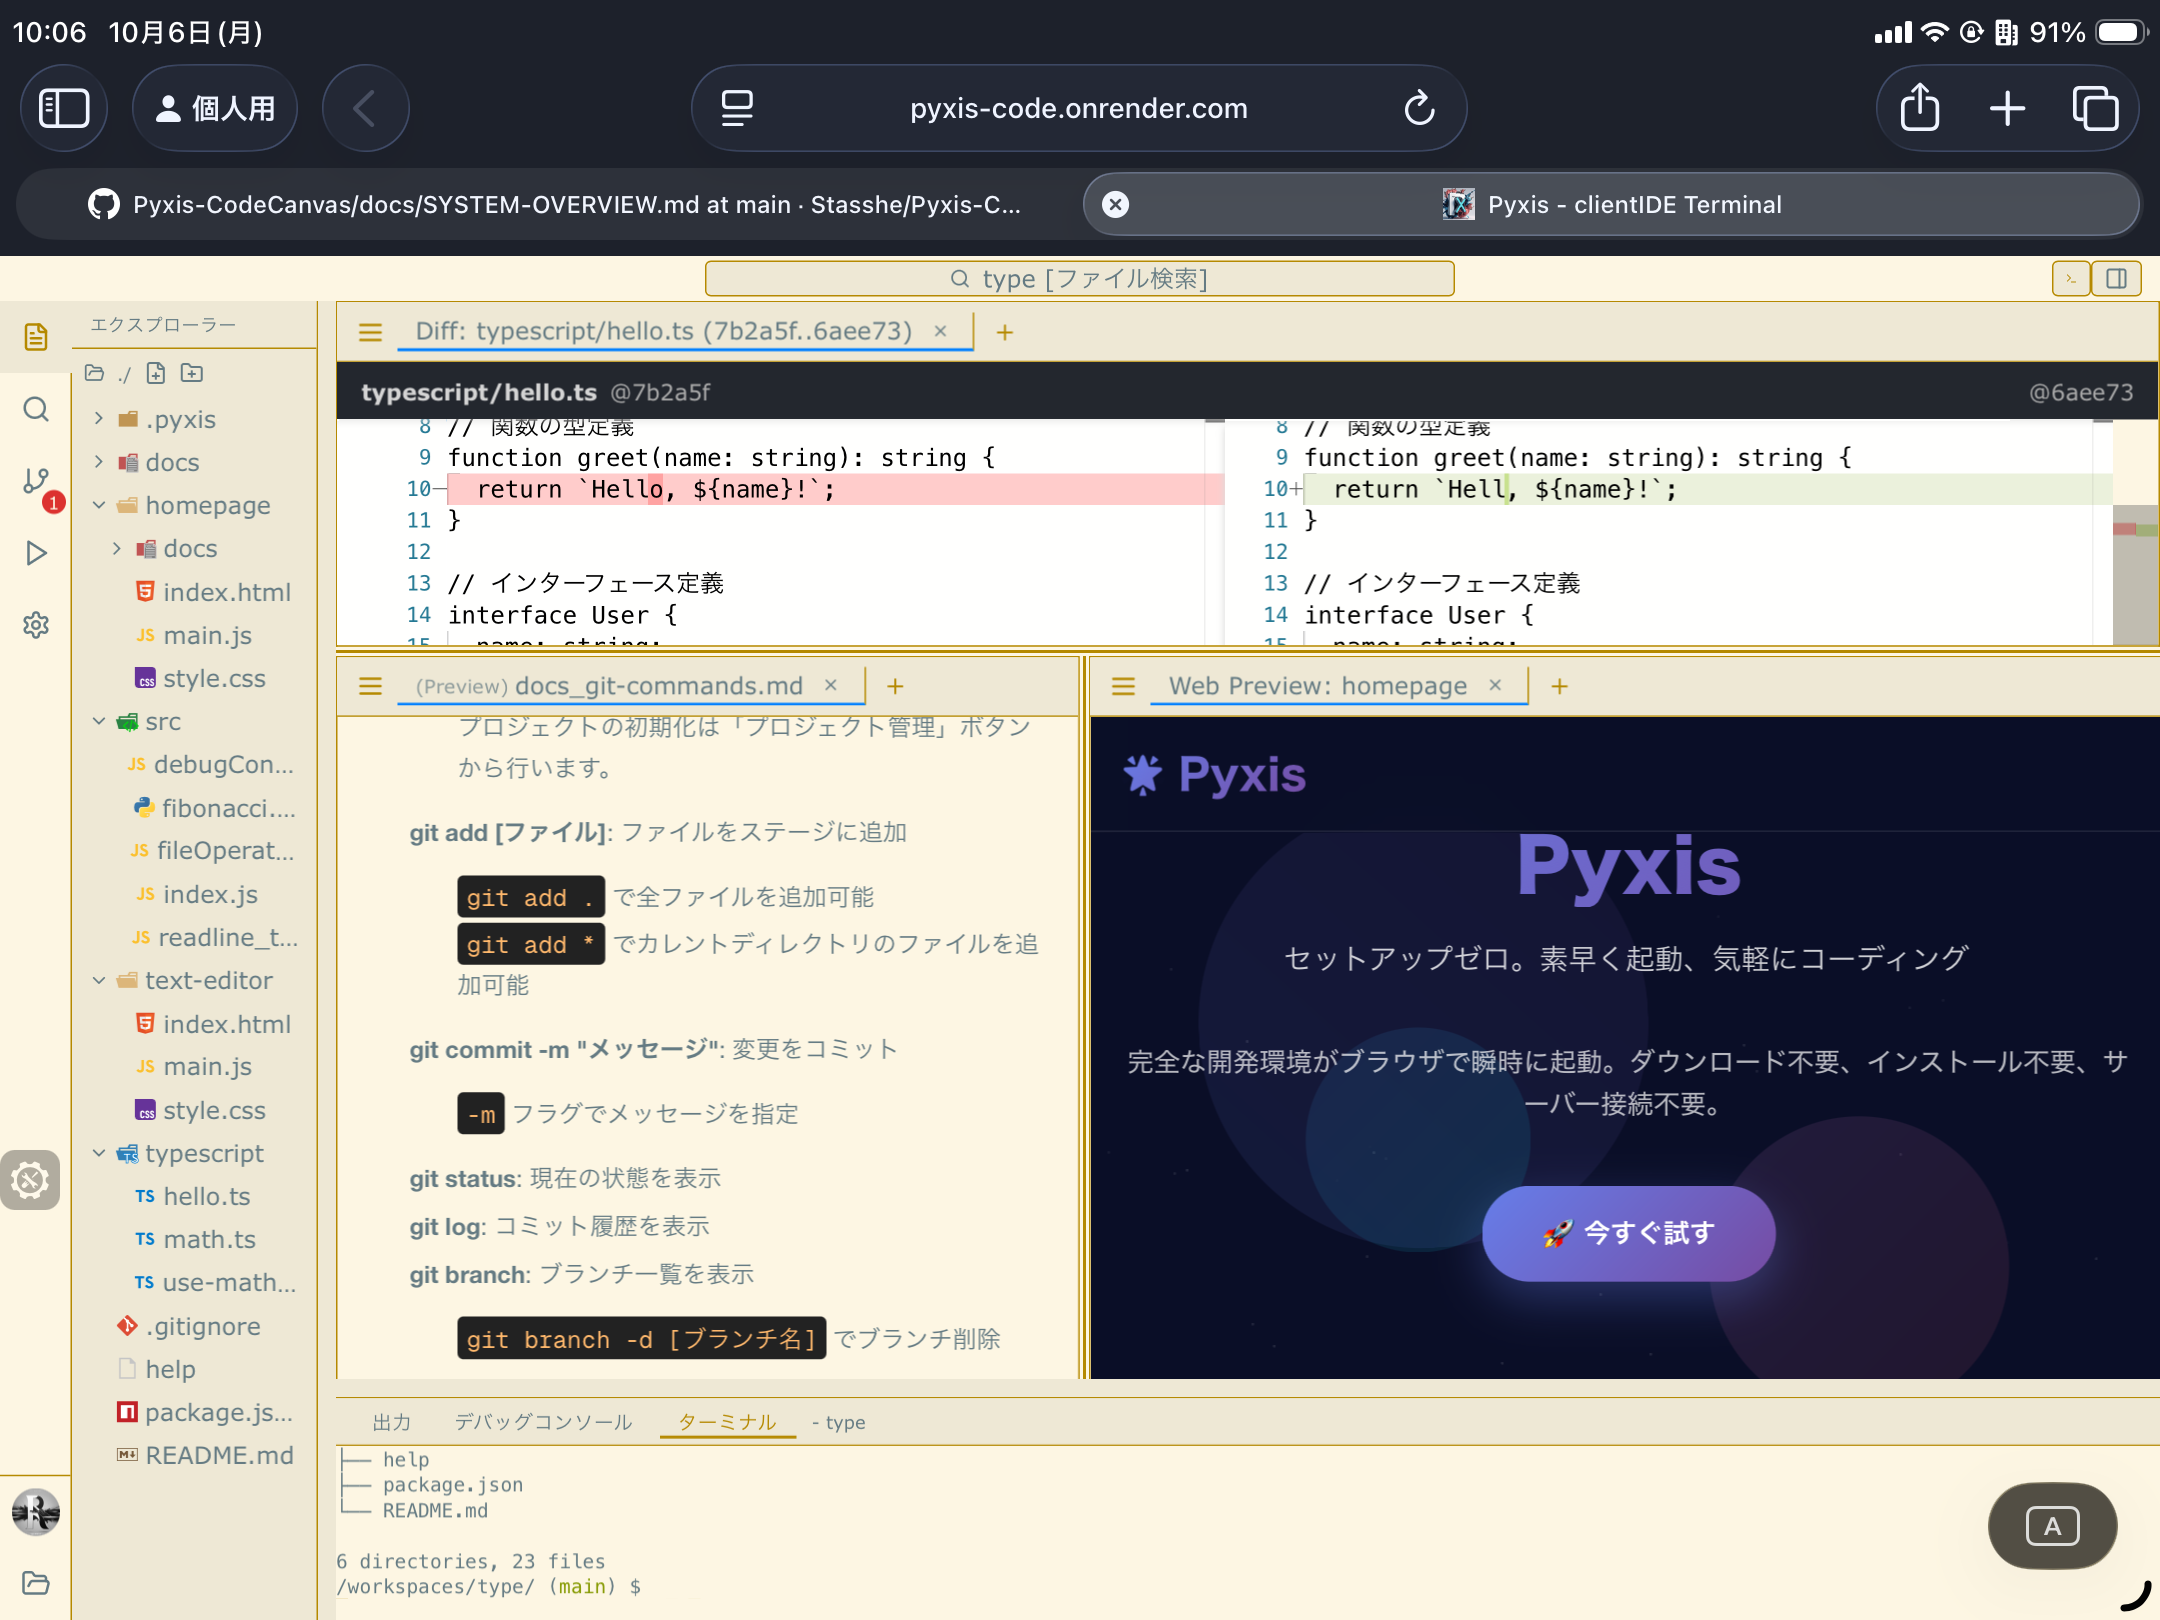 10:06 10月6日(月)
91%
個人用
pyxis-code.onrender.com
Pyxis-CodeCanvas/docs/SYSTEM-OVERVIEW.md at main · Stasshe/Pyxis-C...
Pyxis - clientIDE Terminal
type [ファイル検索]
エクスプローラー
./
.pyxis
docs
homepage
docs
index.html
main.js
style.css
src
debugCon...
fibonacci....
fileOperat...
index.js
readline_t...
text-editor
index.html
main.js
style.css
typescript
hello.ts
math.ts
use-math...
.gitignore
help
package.js...
README.md
1
Diff: typescript/hello.ts (7b2a5f..6aee73) ×
typescript/hello.ts @7b2a5f
@6aee73
8 // 関数の型定義
9 function greet(name: string): string {
10— return `Hello, ${name}!`;
11 }
12
13 // インターフェース定義
14 interface User {
15 name: string;
8 // 関数の型定義
9 function greet(name: string): string {
10+ return `Hell, ${name}!`;
11 }
12
13 // インターフェース定義
14 interface User {
15 name: string;
(Preview) docs_git-commands.md ×
プロジェクトの初期化は「プロジェクト管理」ボタン
から行います。
git add [ファイル]: ファイルをステージに追加
git add . で全ファイルを追加可能
git add * でカレントディレクトリのファイルを追
加可能
git commit -m "メッセージ": 変更をコミット
-m フラグでメッセージを指定
git status: 現在の状態を表示
git log: コミット履歴を表示
git branch: ブランチ一覧を表示
git branch -d [ブランチ名] でブランチ削除
Web Preview: homepage ×
Pyxis
Pyxis
セットアップゼロ。素早く起動、気軽にコーディング
完全な開発環境がブラウザで瞬時に起動。ダウンロード不要、インストール不要、サ
ーバー接続不要。
🚀 今すぐ試す
出力 デバッグコンソール ターミナル - type
├── help
├── package.json
└── README.md
6 directories, 23 files
/workspaces/type/ (main) $
A